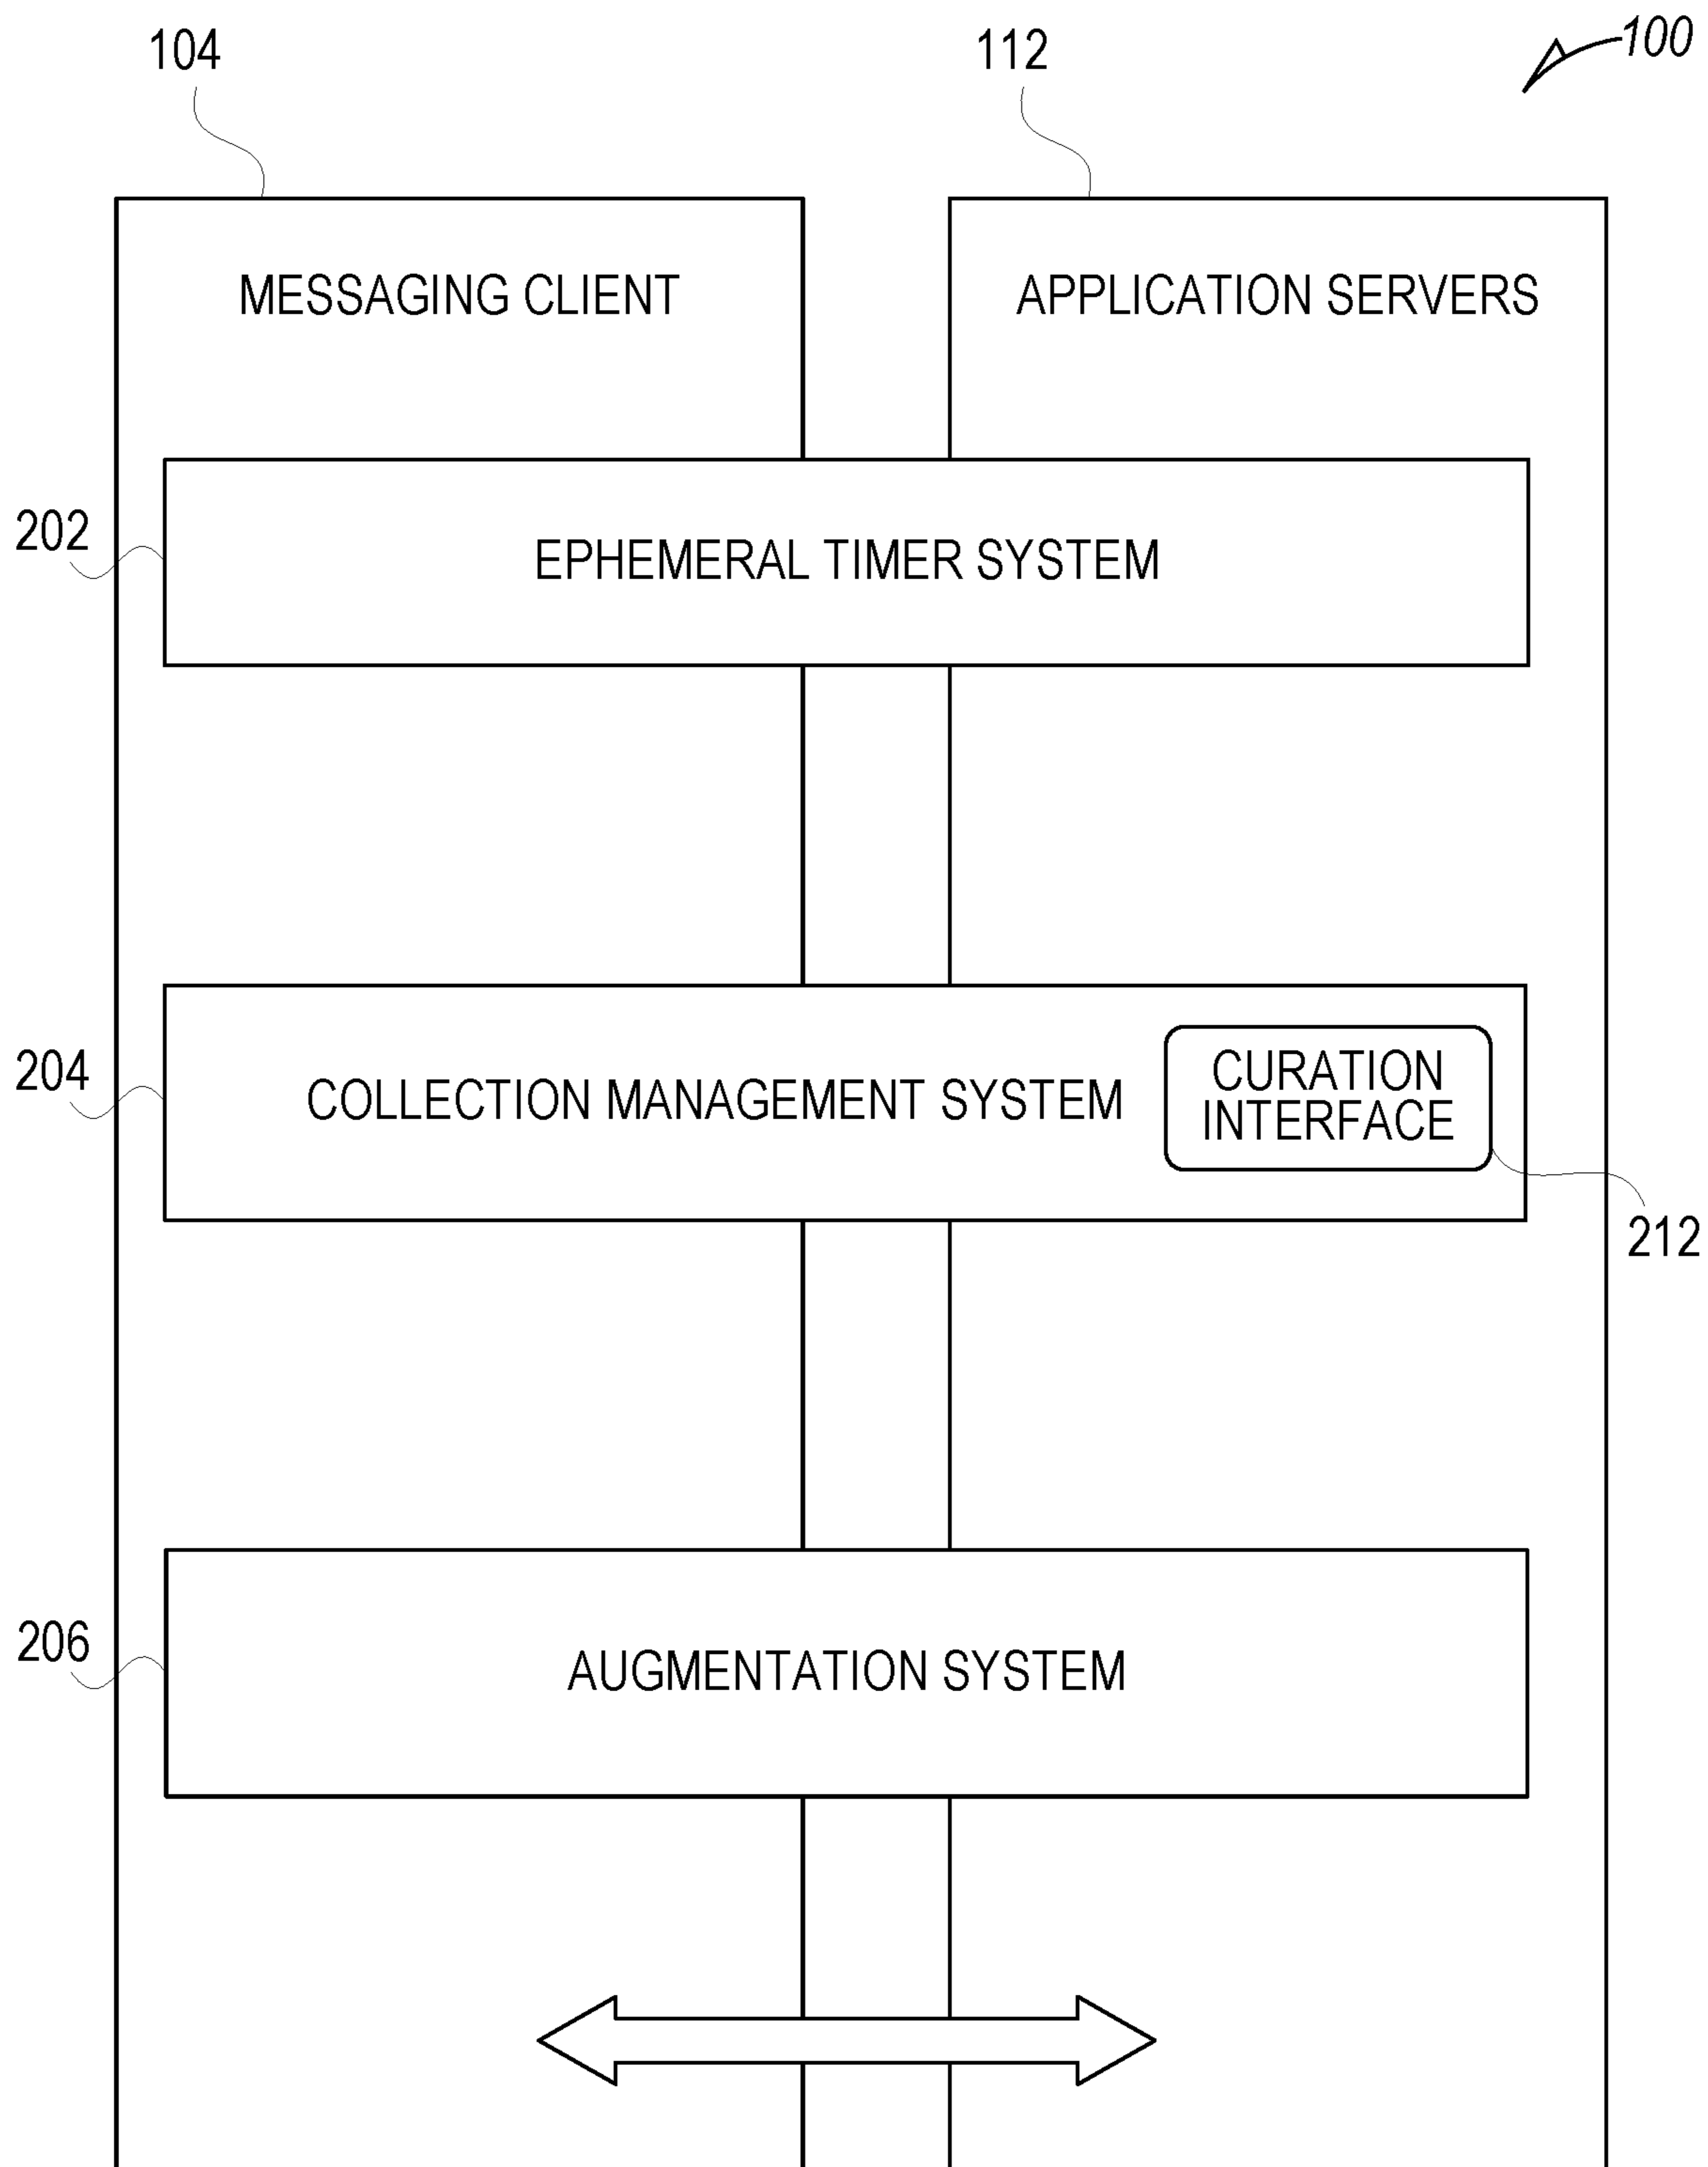 104
112
100
MESSAGING CLIENT
APPLICATION SERVERS
202
EPHEMERAL TIMER SYSTEM
204
COLLECTION MANAGEMENT SYSTEM
CURATION
INTERFACE
212
206
AUGMENTATION SYSTEM